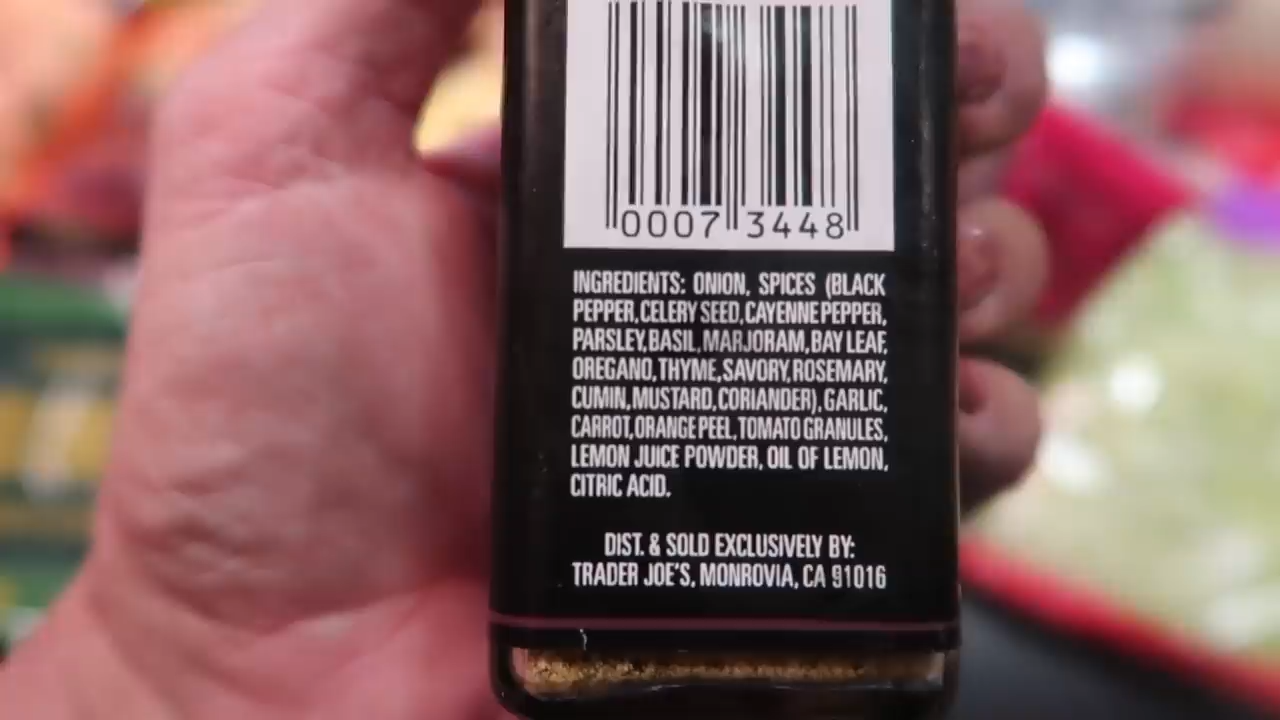 0007 3448
INGREDIENTS: ONION, SPICES (BLACK
PEPPER, CELERY SEED, CAYENNE PEPPER,
PARSLEY, BASIL, MARJORAM, BAY LEAF,
OREGANO, THYME, SAVORY, ROSEMARY,
CUMIN, MUSTARD, CORIANDER), GARLIC,
CARROT, ORANGE PEEL, TOMATO GRANULES,
LEMON JUICE POWDER, OIL OF LEMON,
CITRIC ACID.
DIST. & SOLD EXCLUSIVELY BY:
TRADER JOE'S, MONROVIA, CA 91016